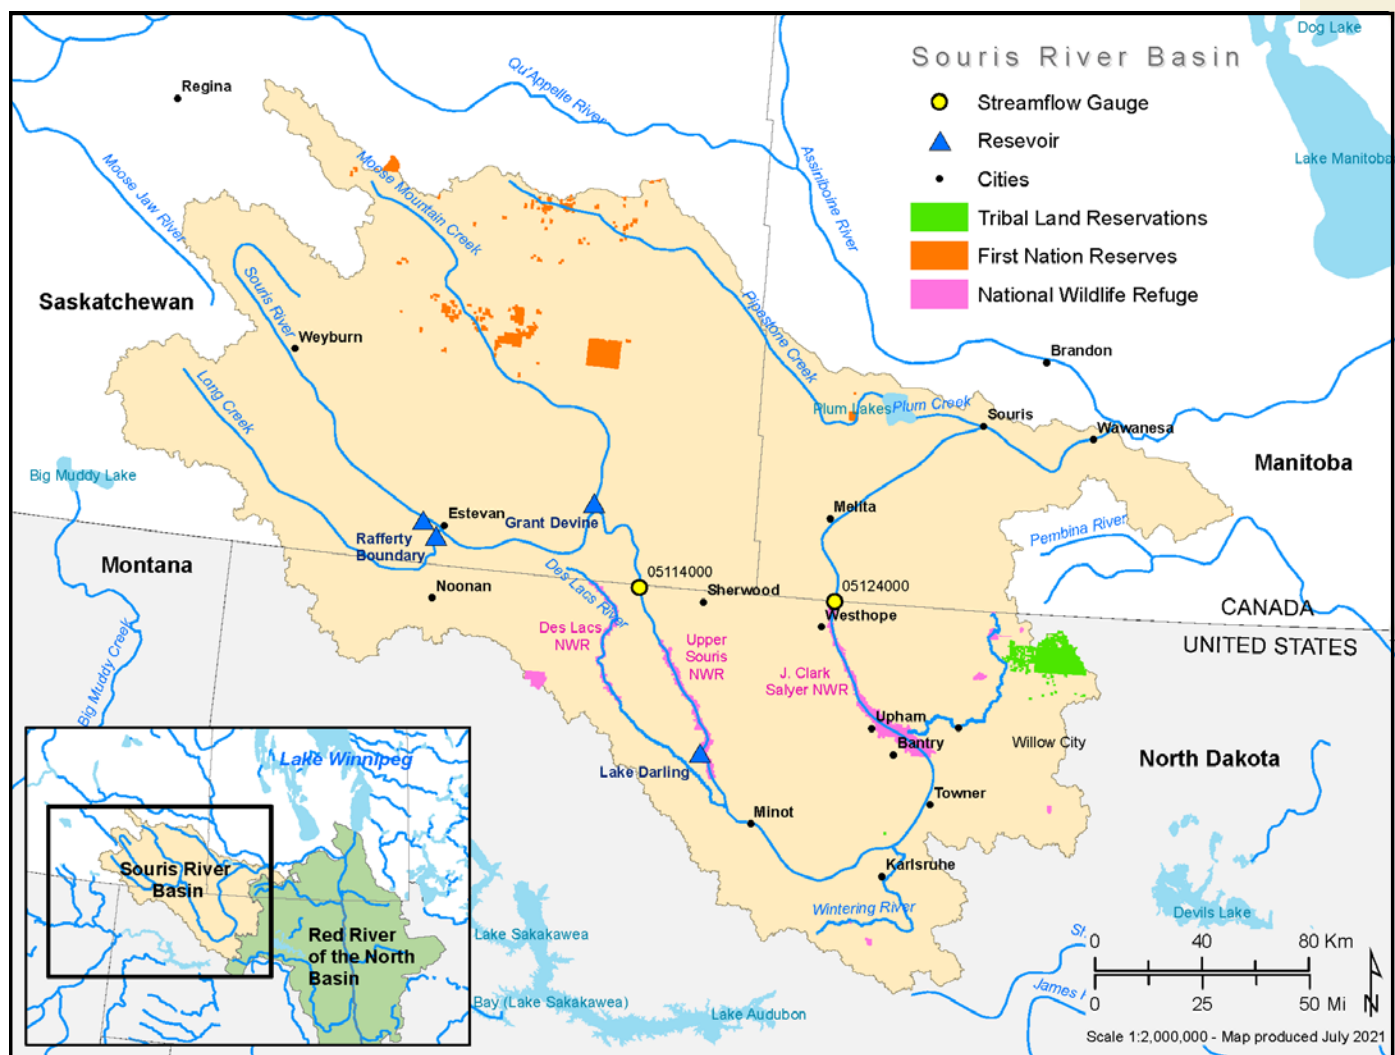 Souris River Basin
Streamflow Gauge
Resevoir
Cities
Tribal Land Reservations
First Nation Reserves
National Wildlife Refuge
Dog Lake
Lake Manitoba
Regina
Qu'Appelle River
Moose Jaw River
Moose Mountain Creek
Assiniboine River
Saskatchewan
Souris River
Weyburn
Pipestone Creek
Brandon
Long Creek
Plum Lakes
Plum Creek
Souris
Wawanesa
Manitoba
Big Muddy Lake
Melita
Estevan
Grant Devine
Rafferty
Boundary
Pembina River
Montana
Noonan
Des Lacs River
05114000
Sherwood
05124000
Westhope
CANADA
UNITED STATES
Des Lacs
NWR
Upper
Souris
NWR
J. Clark
Salyer NWR
Big Muddy Creek
Upham
Bantry
Willow City
North Dakota
Lake Darling
Towner
Minot
Karlsruhe
Wintering River
Devils Lake
Lake Winnipeg
Souris River
Basin
Red River
of the North
Basin
Lake Sakakawea
Bay (Lake Sakakawea)
Lake Audubon
Sh
James
0 40 80 Km
0 25 50 Mi
N
Scale 1:2,000,000 - Map produced July 2021